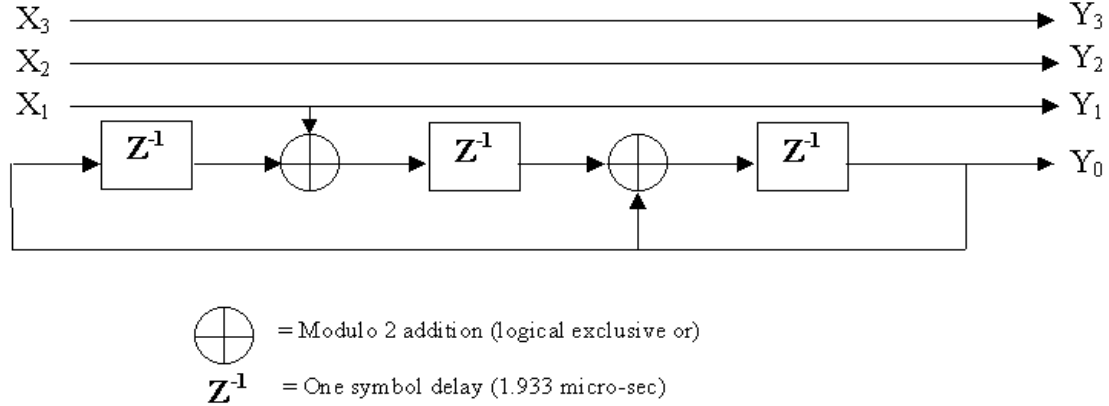 X₃ Y₃
X₂ Y₂
X₁ Y₁
Z⁻¹ Z⁻¹ Z⁻¹ Y₀
= Modulo 2 addition (logical exclusive or)
Z⁻¹ = One symbol delay (1.933 micro-sec)